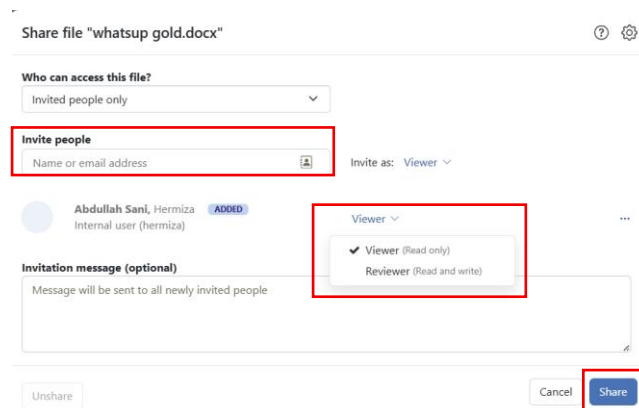 Share file "whatsup gold.docx"
Who can access this file?
Invited people only
Invite people
Name or email address
Invite as: Viewer
Abdullah Sani, Hermiza ADDED
Internal user (hermiza)
Viewer
Viewer (Read only)
Reviewer (Read and write)
Invitation message (optional)
Message will be sent to all newly invited people
Unshare
Cancel
Share